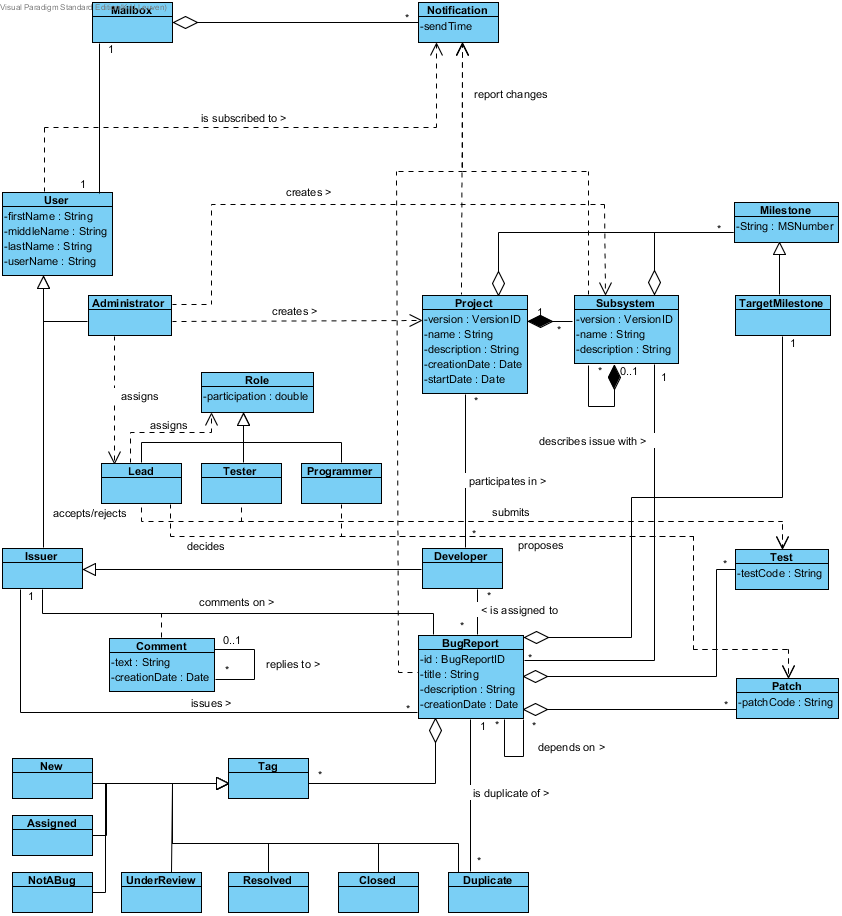 Visual Paradigm Standard Edition
Mailbox
Notification
-sendTime
1
*
report changes
is subscribed to >
1
User
-firstName : String
-middleName : String
-lastName : String
-userName : String
creates >
Milestone
-String : MSNumber
*
Administrator
creates >
Project
-version : VersionID
-name : String
-description : String
-creationDate : Date
-startDate : Date
1
*
Subsystem
-version : VersionID
-name : String
-description : String
TargetMilestone
1
*
0..1
1
*
assigns
Role
-participation : double
assigns
describes issue with >
Lead
Tester
Programmer
participates in >
accepts/rejects
submits
decides
*
proposes
Issuer
Developer
Test
-testCode : String
*
1
comments on >
*
< is assigned to
*
Comment
-text : String
-creationDate : Date
0..1
*
replies to >
BugReport
-id : BugReportID
-title : String
-description : String
-creationDate : Date
*
Patch
-patchCode : String
*
issues >
*
1
*
*
depends on >
New
Tag
*
is duplicate of >
Assigned
*
NotABug
UnderReview
Resolved
Closed
Duplicate